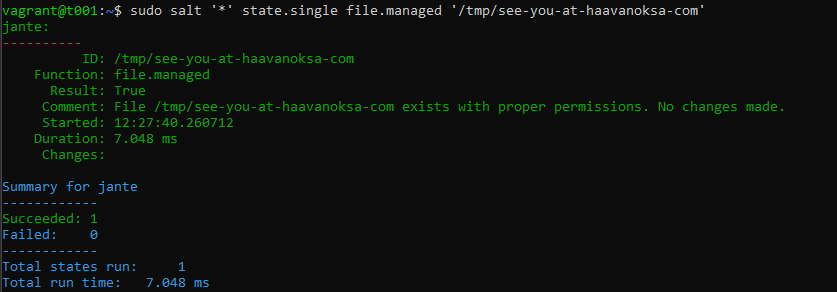 vagrant@t001:~$ sudo salt '*' state.single file.managed '/tmp/see-you-at-haavanoksa-com'
jante:
----------
          ID: /tmp/see-you-at-haavanoksa-com
    Function: file.managed
      Result: True
     Comment: File /tmp/see-you-at-haavanoksa-com exists with proper permissions. No changes made.
     Started: 12:27:40.260712
    Duration: 7.048 ms
     Changes:

Summary for jante
------------
Succeeded: 1
Failed:    0
------------
Total states run:     1
Total run time:   7.048 ms